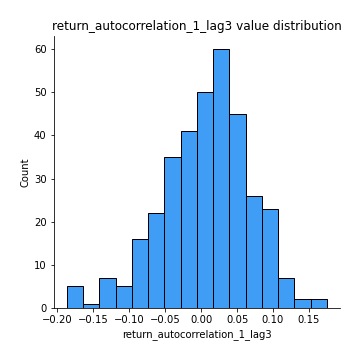 return_autocorrelation_1_lag3 value distribution
60
50
40
30
20
10
0
Count
−0.20 −0.15 −0.10 −0.05 0.00 0.05 0.10 0.15
return_autocorrelation_1_lag3